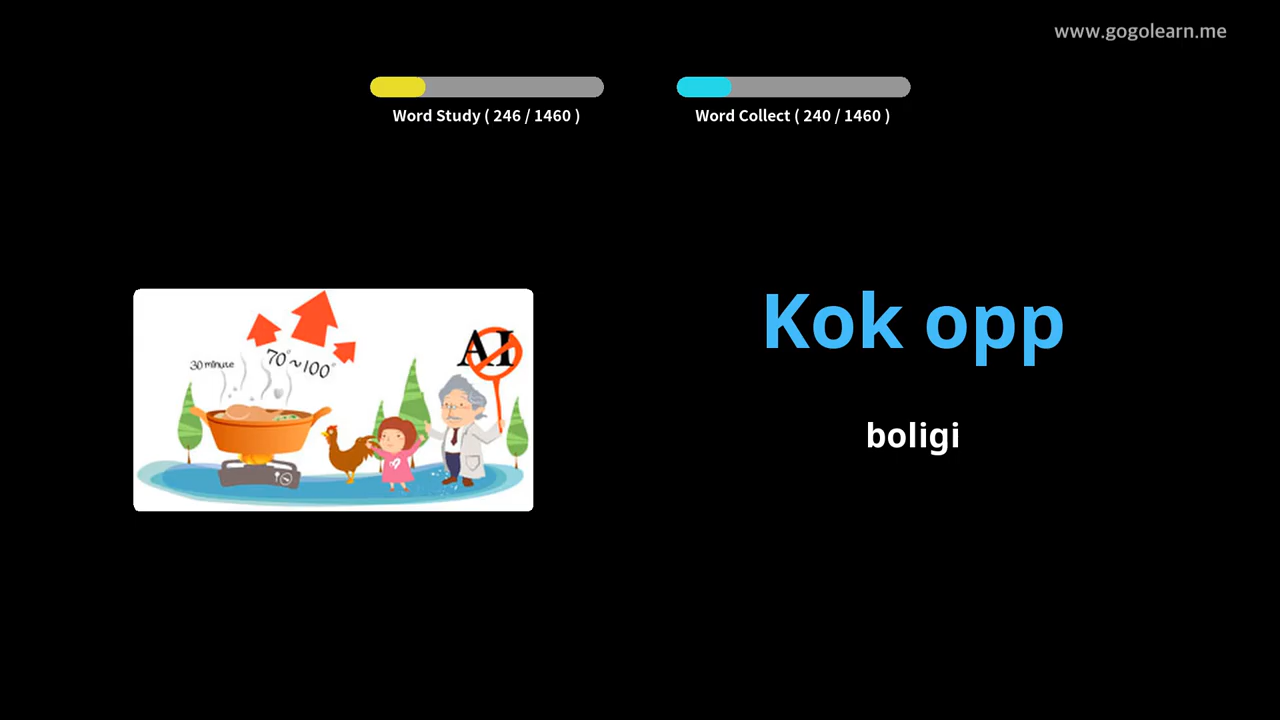 www.gogolearn.me
Word Study ( 246 / 1460 )
Word Collect ( 240 / 1460 )
30 minute
70°~100°
AI
Kok opp
boligi